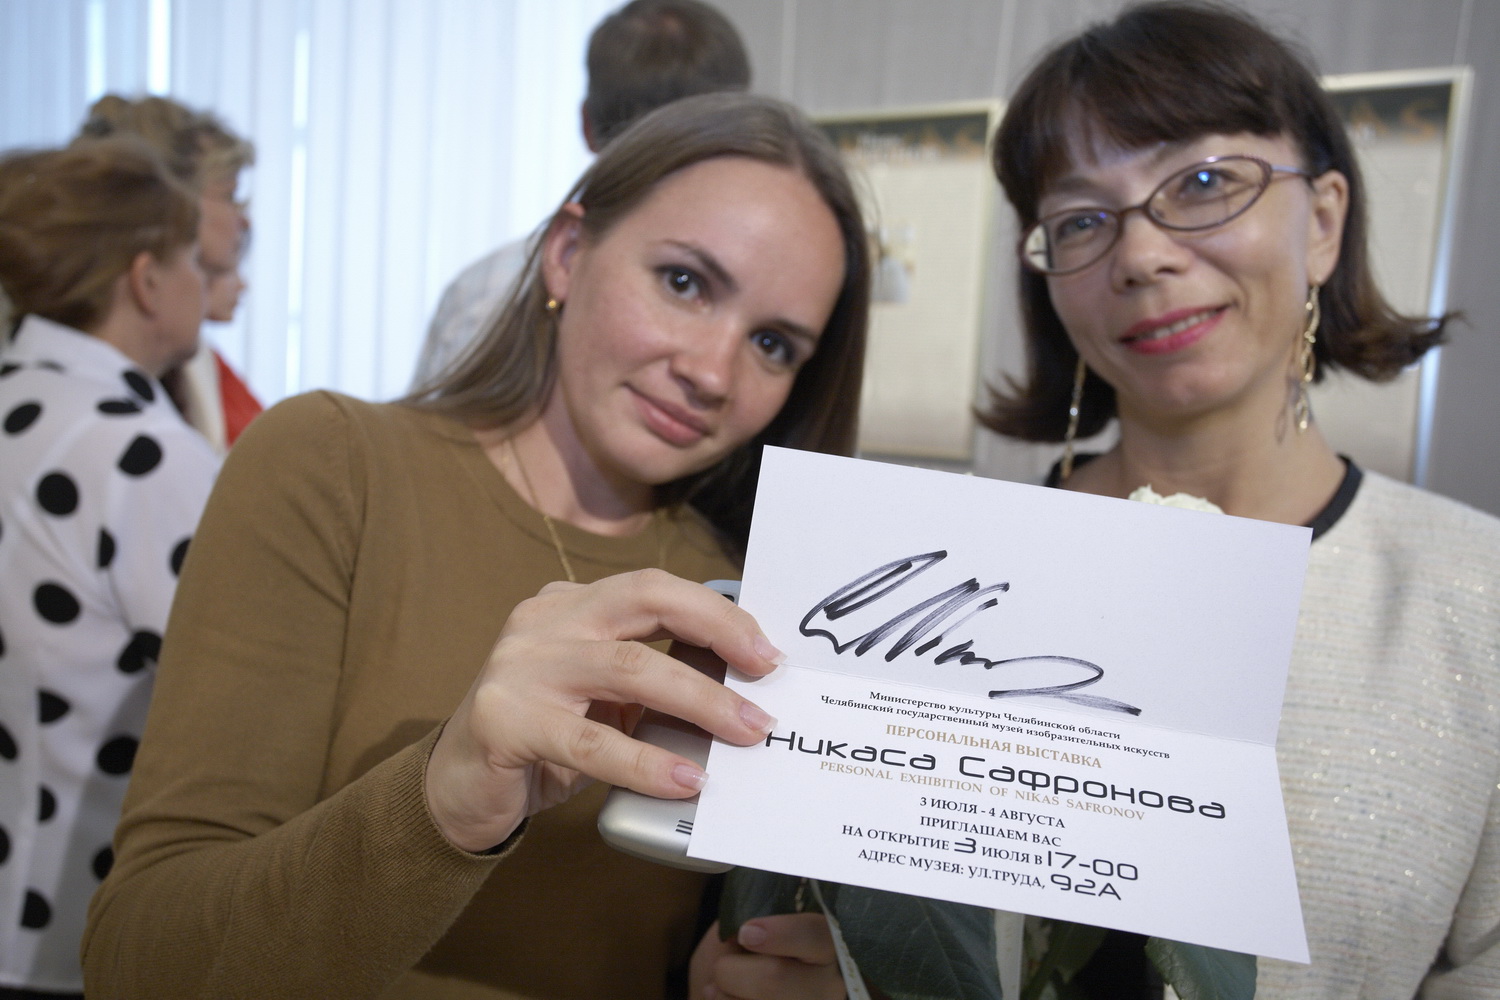 Министерство культуры Челябинской области
Челябинский государственный музей изобразительных искусств
ПЕРСОНАЛЬНАЯ ВЫСТАВКА
Никаса Сафронова
PERSONAL EXHIBITION OF NIKAS SAFRONOV
3 ИЮЛЯ - 4 АВГУСТА
ПРИГЛАШАЕМ ВАС
НА ОТКРЫТИЕ 3 ИЮЛЯ В 17-00
АДРЕС МУЗЕЯ: УЛ.ТРУДА, 92А